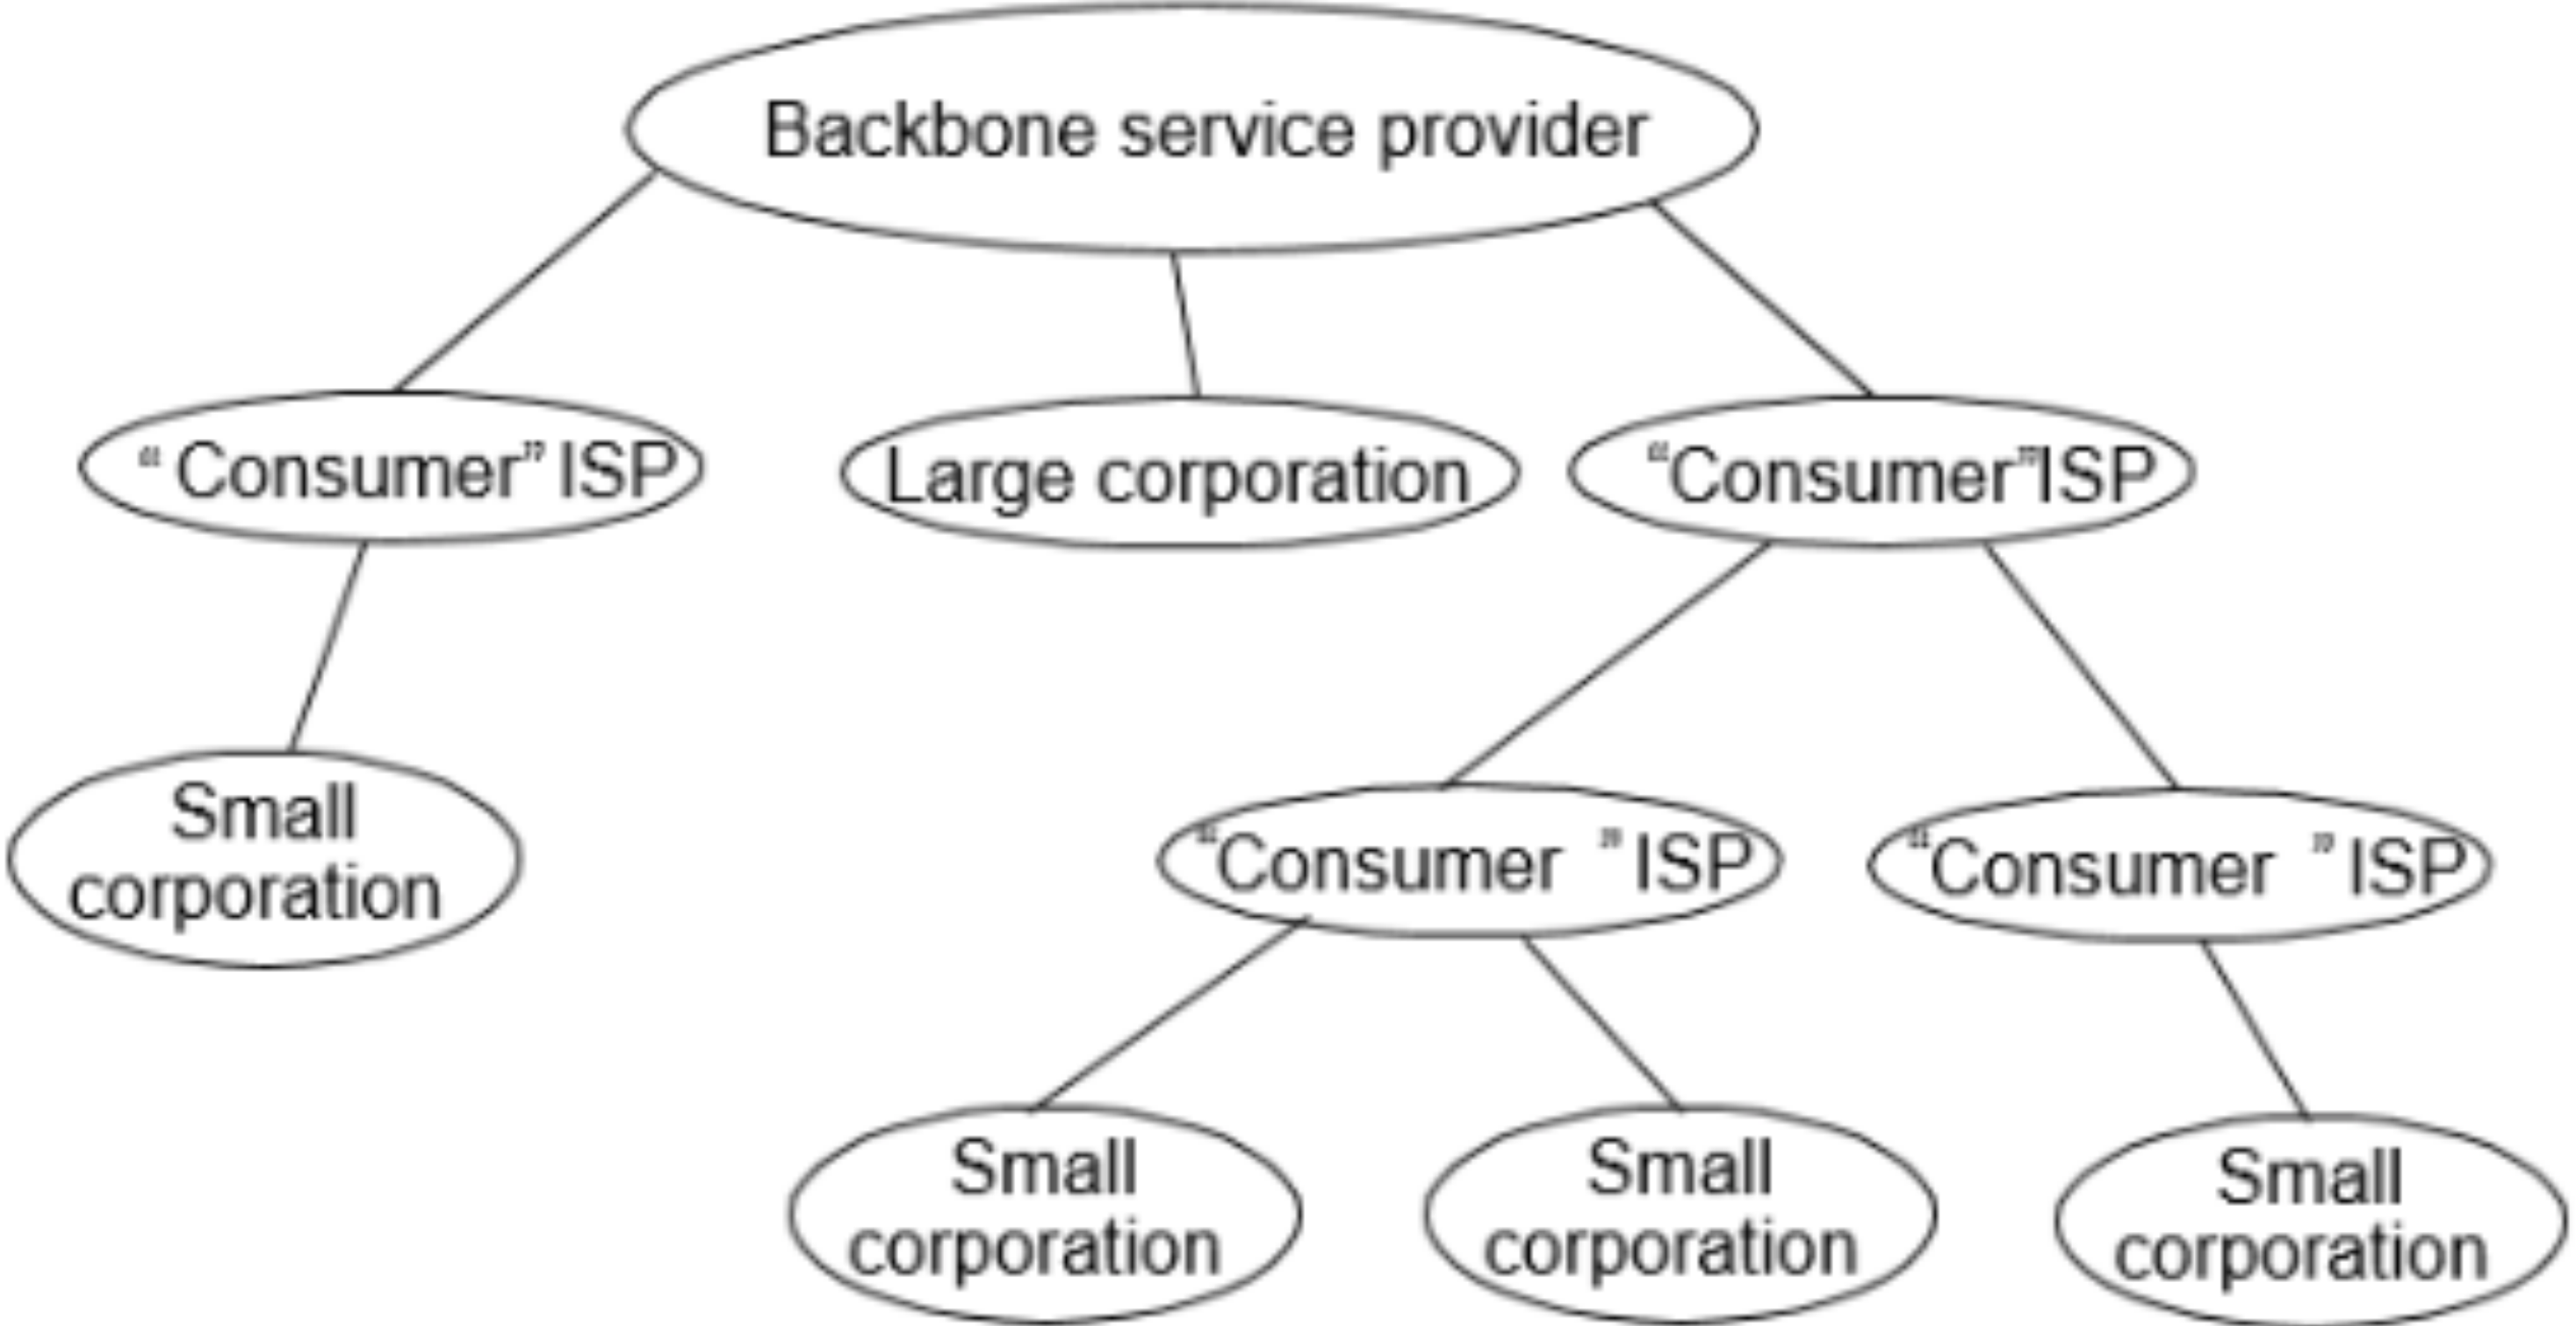 Backbone service provider
“ Consumer” ISP
Large corporation
“Consumer”ISP
Small
corporation
“Consumer ” ISP
“Consumer ” ISP
Small
corporation
Small
corporation
Small
corporation